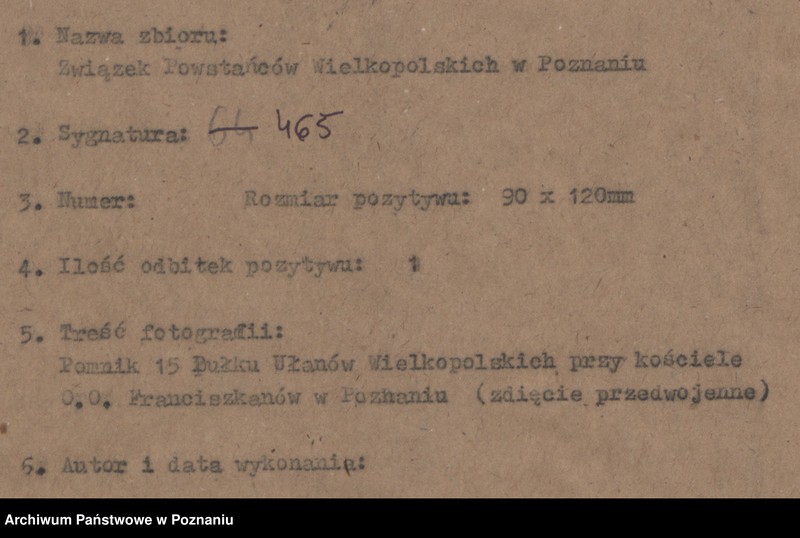 1. Nazwa zbioru:
Związek Powstańców Wielkopolskich w Poznaniu
2. Sygnatura: 64 465
3. Numer: Rozmiar pozytywu: 90 x 120mm
4. Ilość odbitek pozytywu: 1
5. Treść fotografii:
Pomnik 15 Pułku Ułanów Wielkopolskich przy kościele
O.O. Franciszkanów w Poznaniu (zdięcie przedwojenne)
6. Autor i data wykonania:
Archiwum Państwowe w Poznaniu